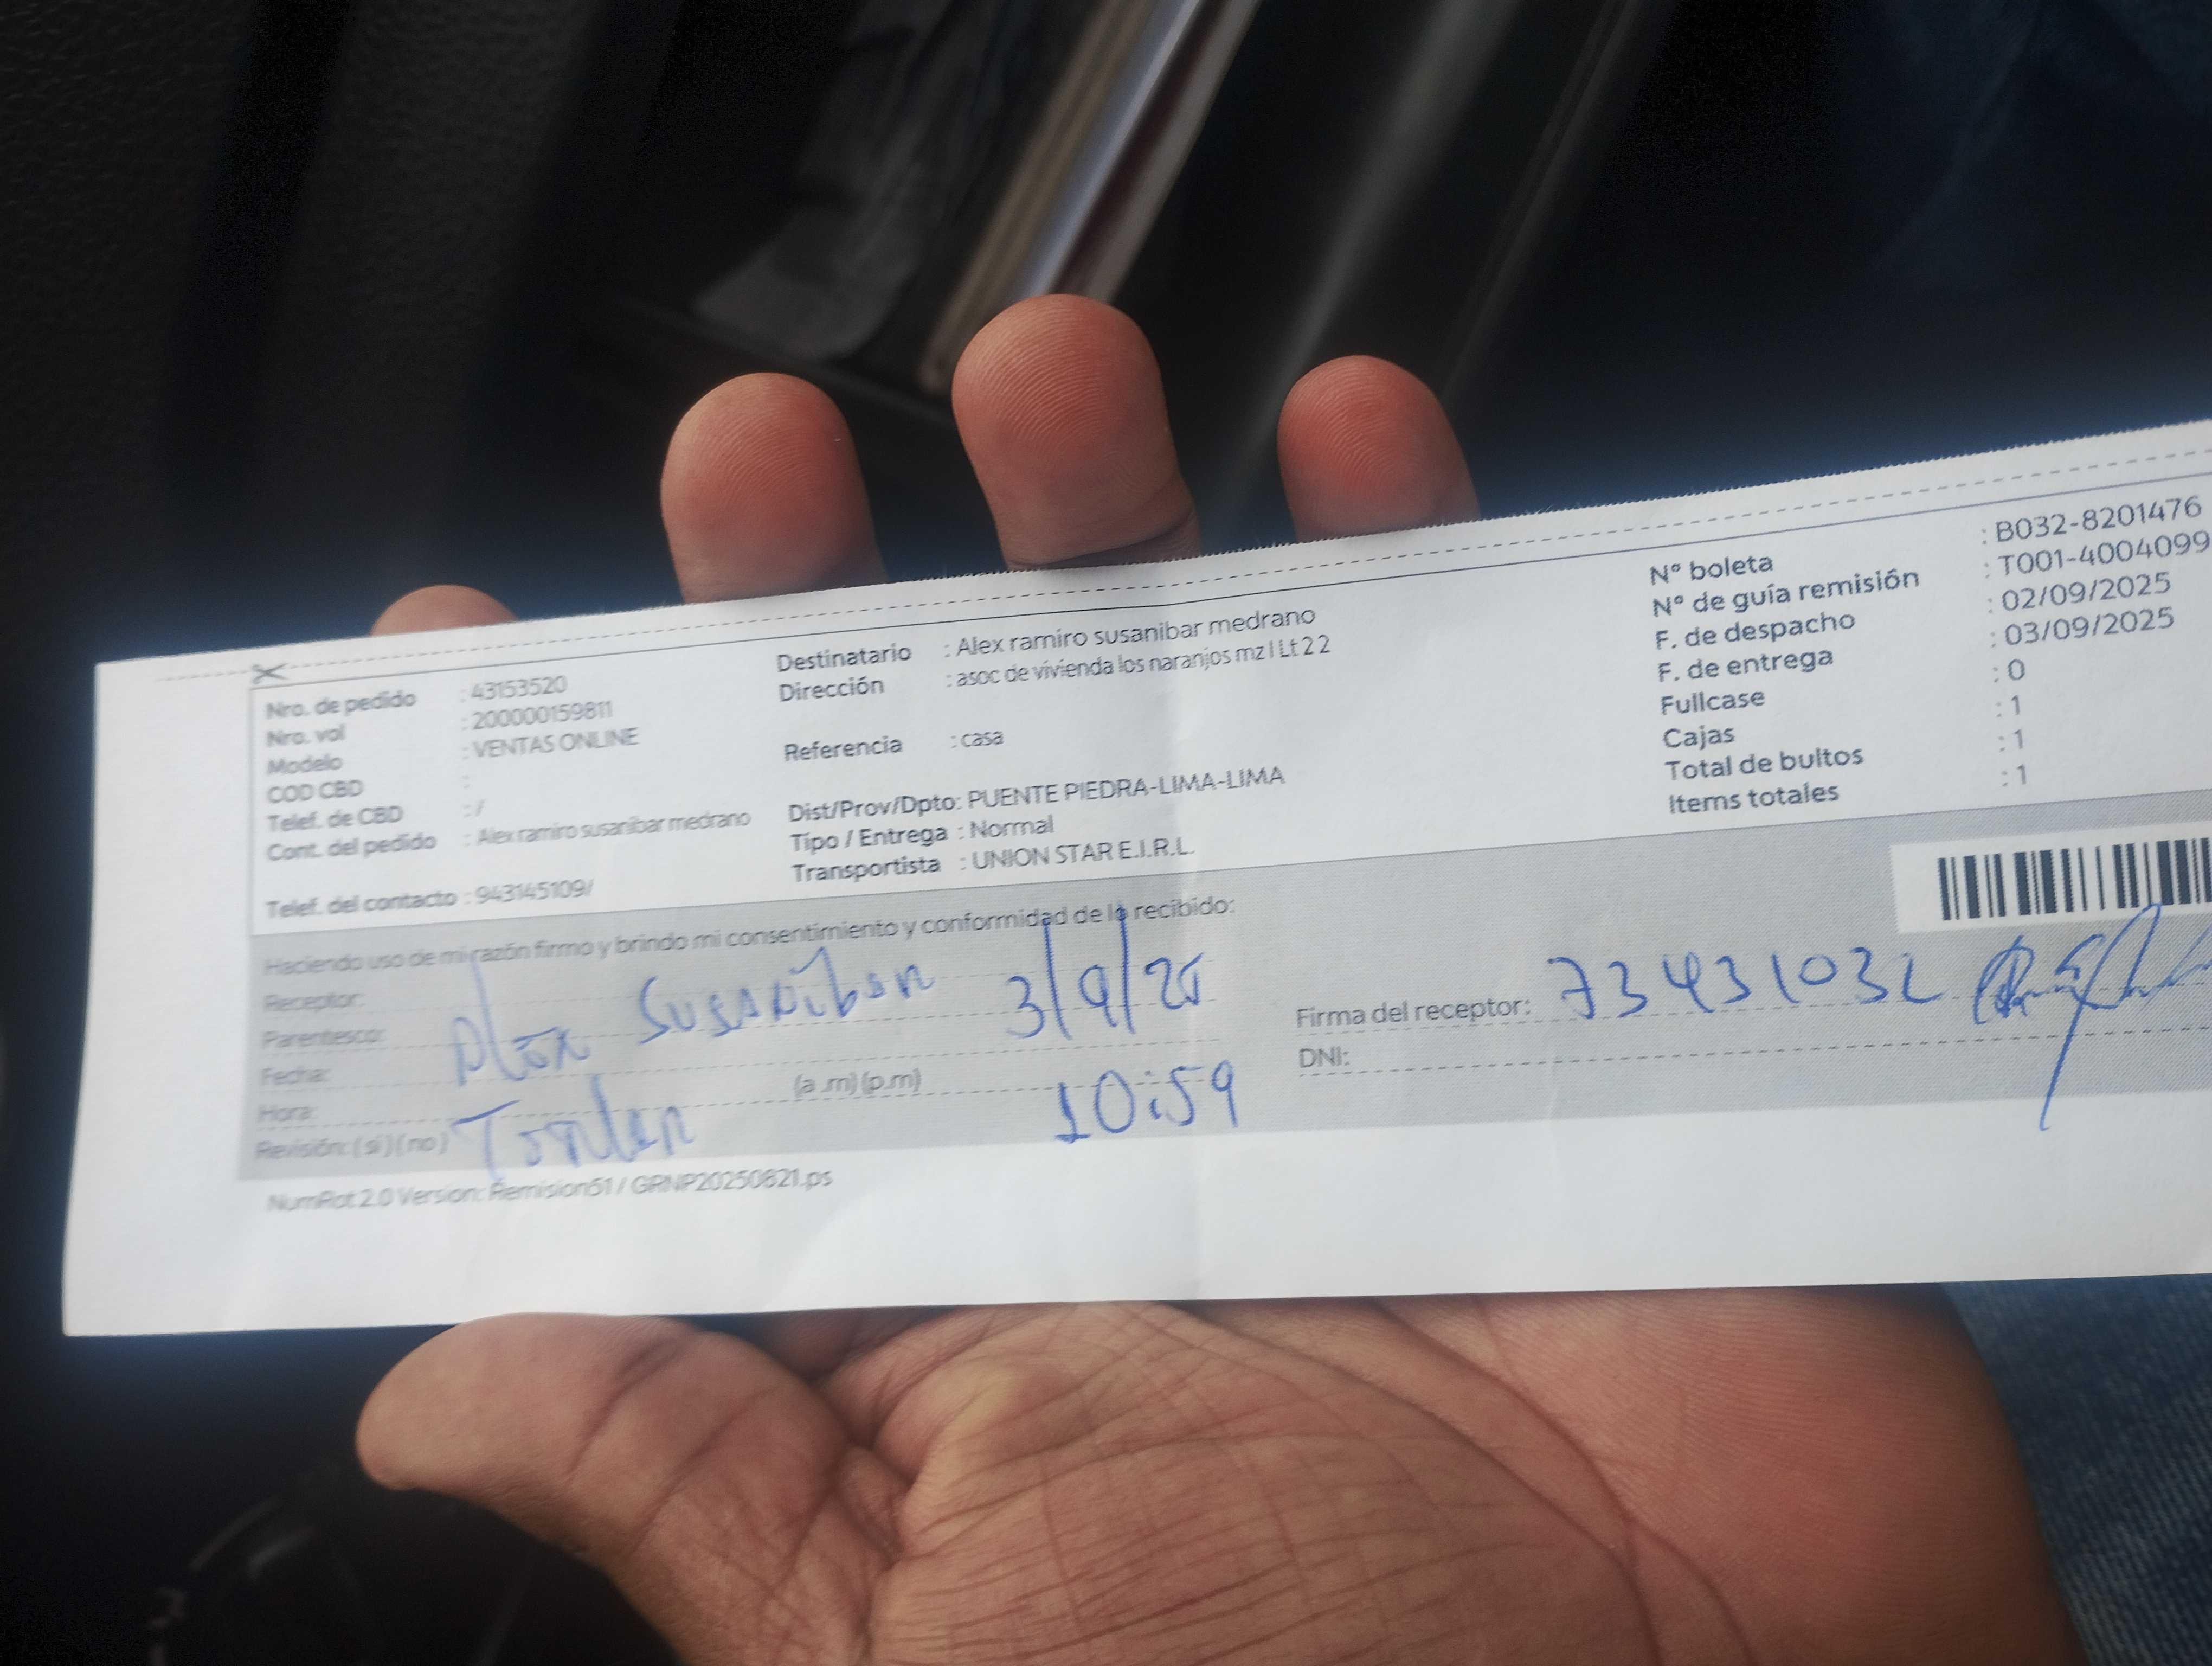 Nro. de pedido : 43153520
Nro. vol : 200000159811
Modelo : VENTAS ONLINE
COD CBD :
Telef. de CBD : /
Cont. del pedido : Alex ramiro susanibar medrano
Telef. del contacto : 943145109/
Destinatario : Alex ramiro susanibar medrano
Dirección : asoc de vivienda los naranjos mz l Lt 2 2
Referencia : casa
Dist/Prov/Dpto: PUENTE PIEDRA-LIMA-LIMA
Tipo / Entrega : Normal
Transportista : UNION STAR E.I.R.L.
N° boleta : B032-8201476
N° de guía remisión : T001-4004099
F. de despacho : 02/09/2025
F. de entrega : 03/09/2025
Fullcase : 0
Cajas : 1
Total de bultos : 1
Items totales : 1
Haciendo uso de mi razón firmo y brindo mi consentimiento y conformidad de lo recibido:
Receptor:
Parentesco: Alex Susanibar 3/9/25
Fecha:
Hora: (a .m) (p.m) 10:59
Revisión: ( si ) ( no ) Titular
Firma del receptor: 73431032
DNI:
NumRot 2.0 Version: Remision51 / GRNP20250821.ps